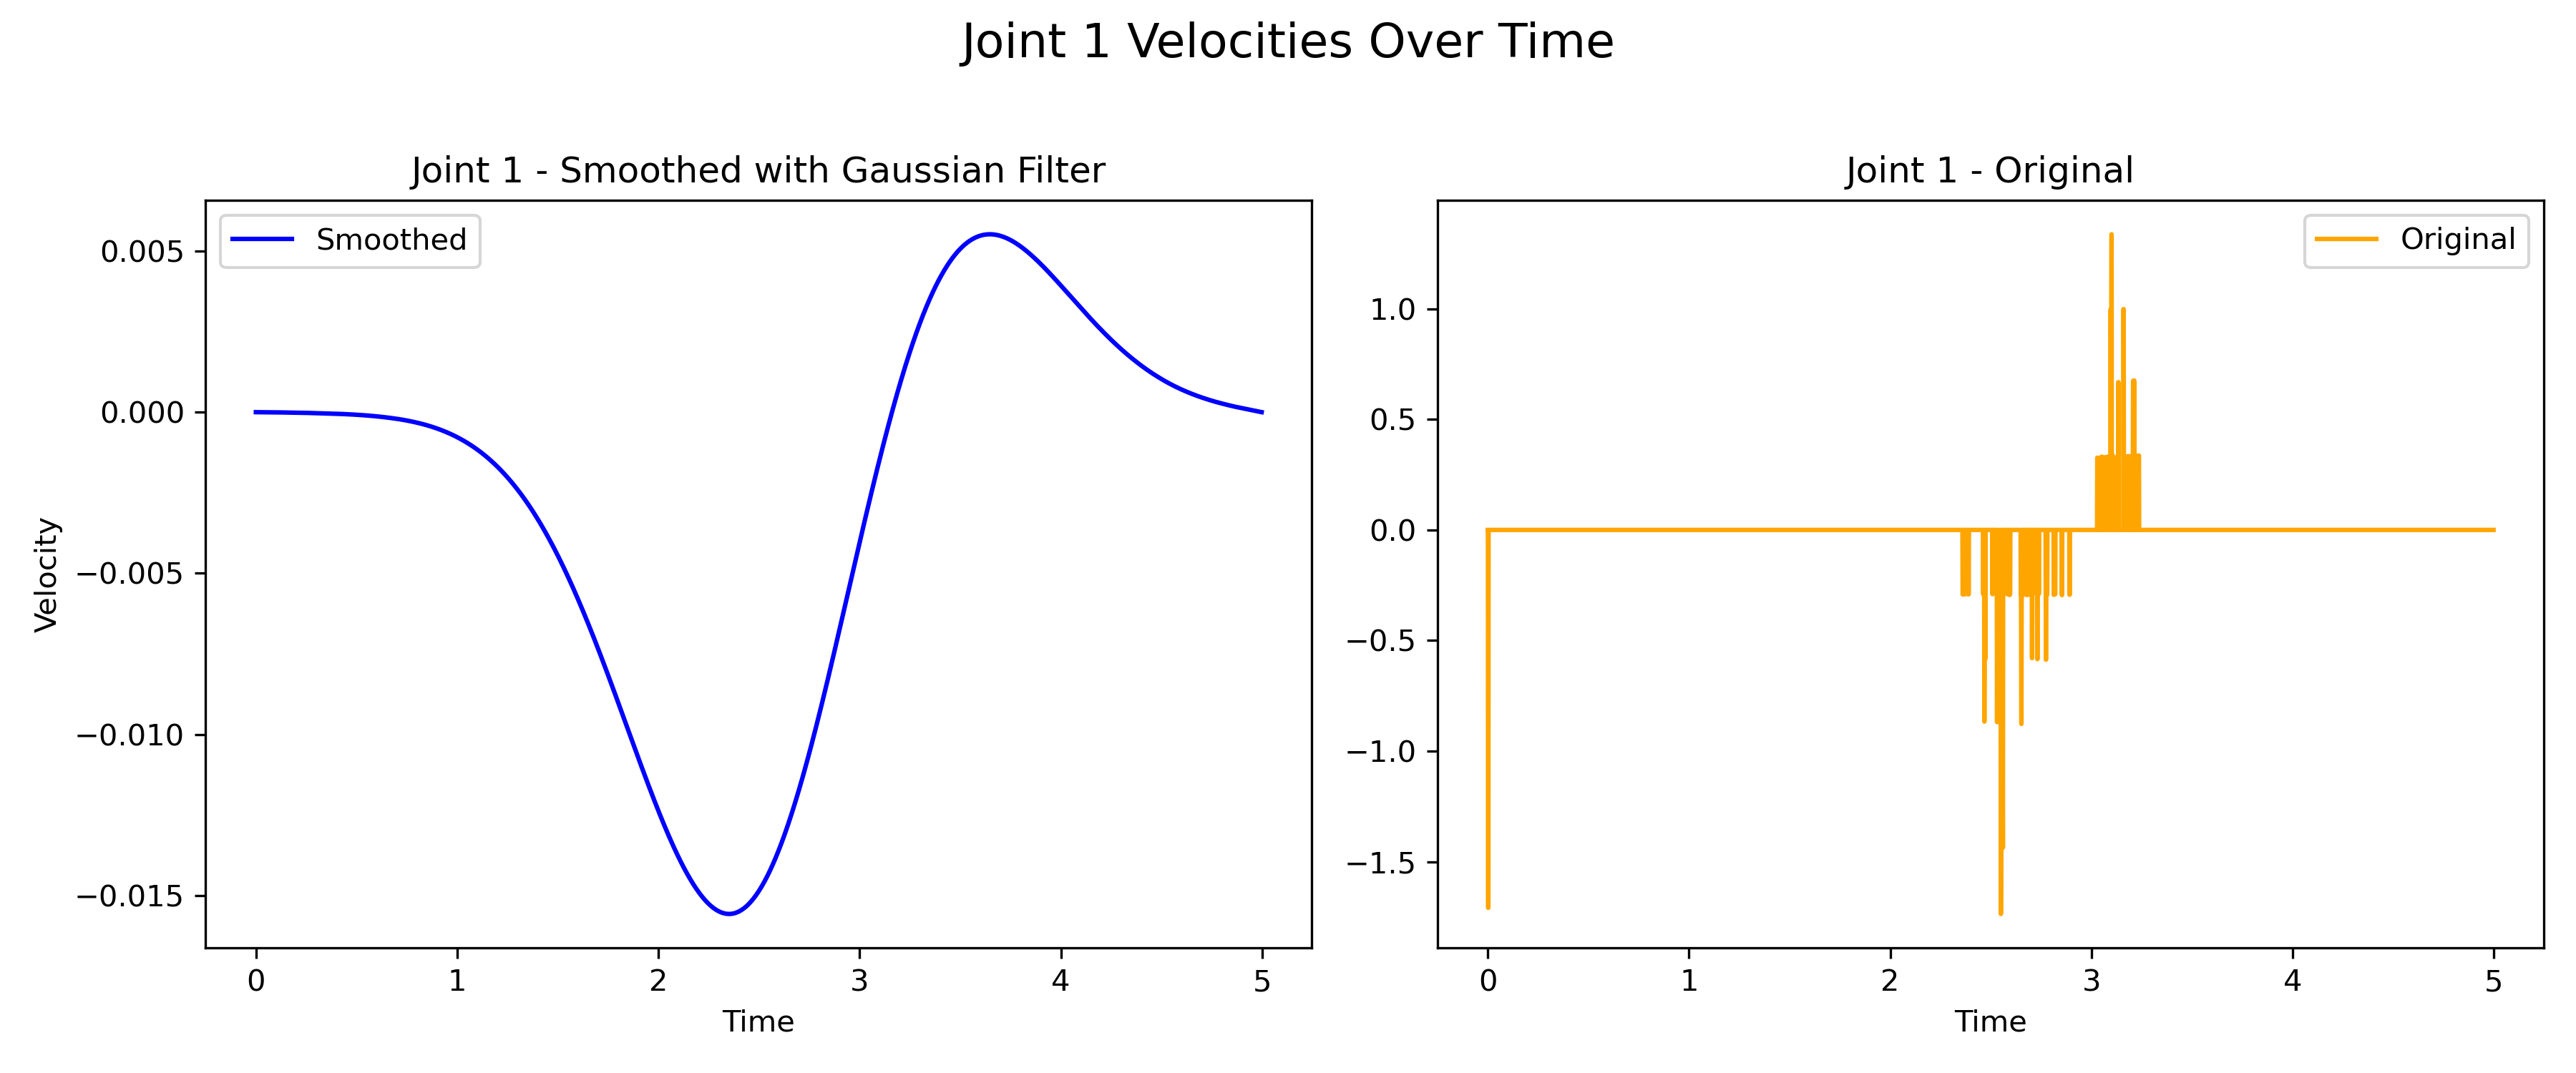 Joint 1 Velocities Over Time
Joint 1 - Smoothed with Gaussian Filter
Smoothed
0.005
0.000
−0.005
−0.010
−0.015
Velocity
0 1 2 3 4 5
Time
Joint 1 - Original
Original
1.0
0.5
0.0
−0.5
−1.0
−1.5
0 1 2 3 4 5
Time